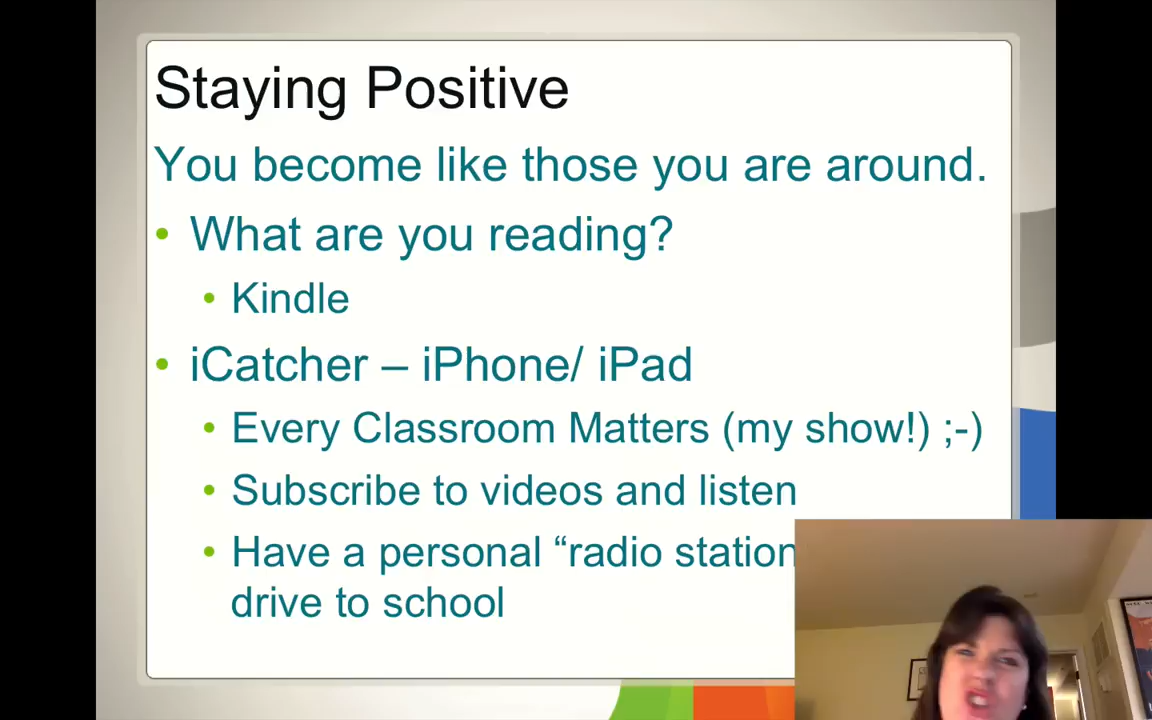 Staying Positive
You become like those you are around.
• What are you reading?
• Kindle
• iCatcher – iPhone/ iPad
• Every Classroom Matters (my show!) ;-)
• Subscribe to videos and listen
• Have a personal “radio station
drive to school